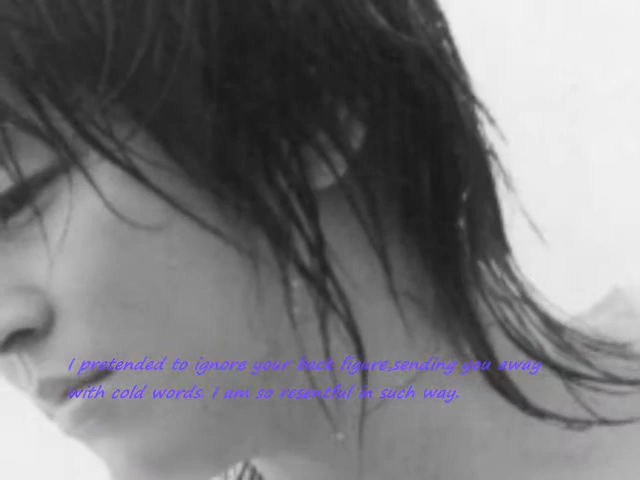 I pretended to ignore your back figure,sending you away
with cold words. I am so resentful in such way.